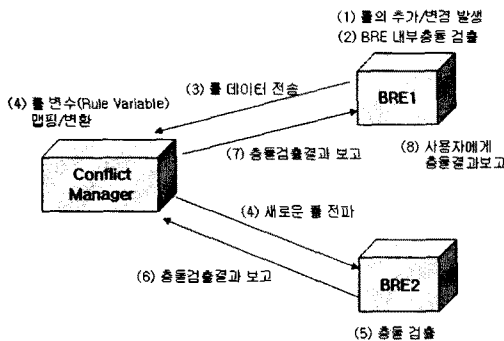 (1) 룰의 추가/변경 발생
(2) BRE 내부충돌 검출
(3) 룰 데이터 전송
BRE1
(4) 룰 변수(Rule Variable)
맵핑/변환
(7) 충돌검출결과 보고
(8) 사용자에게
충돌결과보고
Conflict
Manager
(4) 새로운 룰 전파
(6) 충돌검출결과 보고
BRE2
(5) 충돌 검출